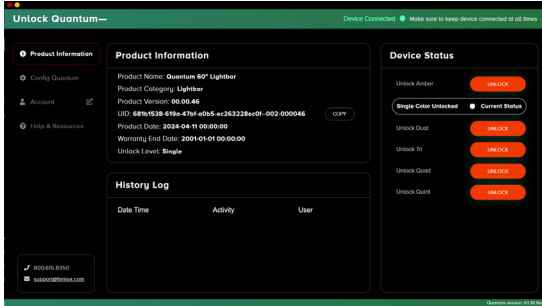 Unlock Quantum—
Device Connected Make sure to keep device connected at all times
Product Information
Config Quantum
Account
Help & Resources
800.615.8350
support@feniex.com
Product Information
Product Name: Quantum 60" Lightbar
Product Category: Lightbar
Product Version: 00.00.46
UID: 681b1538-619a-47bf-a0b5-ec263228ec0f--002-000046
COPY
Product Date: 2024-04-11 00:00:00
Warranty End Date: 2001-01-01 00:00:00
Unlock Level: Single
History Log
Date Time Activity User
Device Status
Unlock Amber UNLOCK
Single Color Unlocked Current Status
Unlock Dual UNLOCK
Unlock Tri UNLOCK
Unlock Quad UNLOCK
Unlock Quint UNLOCK
Quantum version: